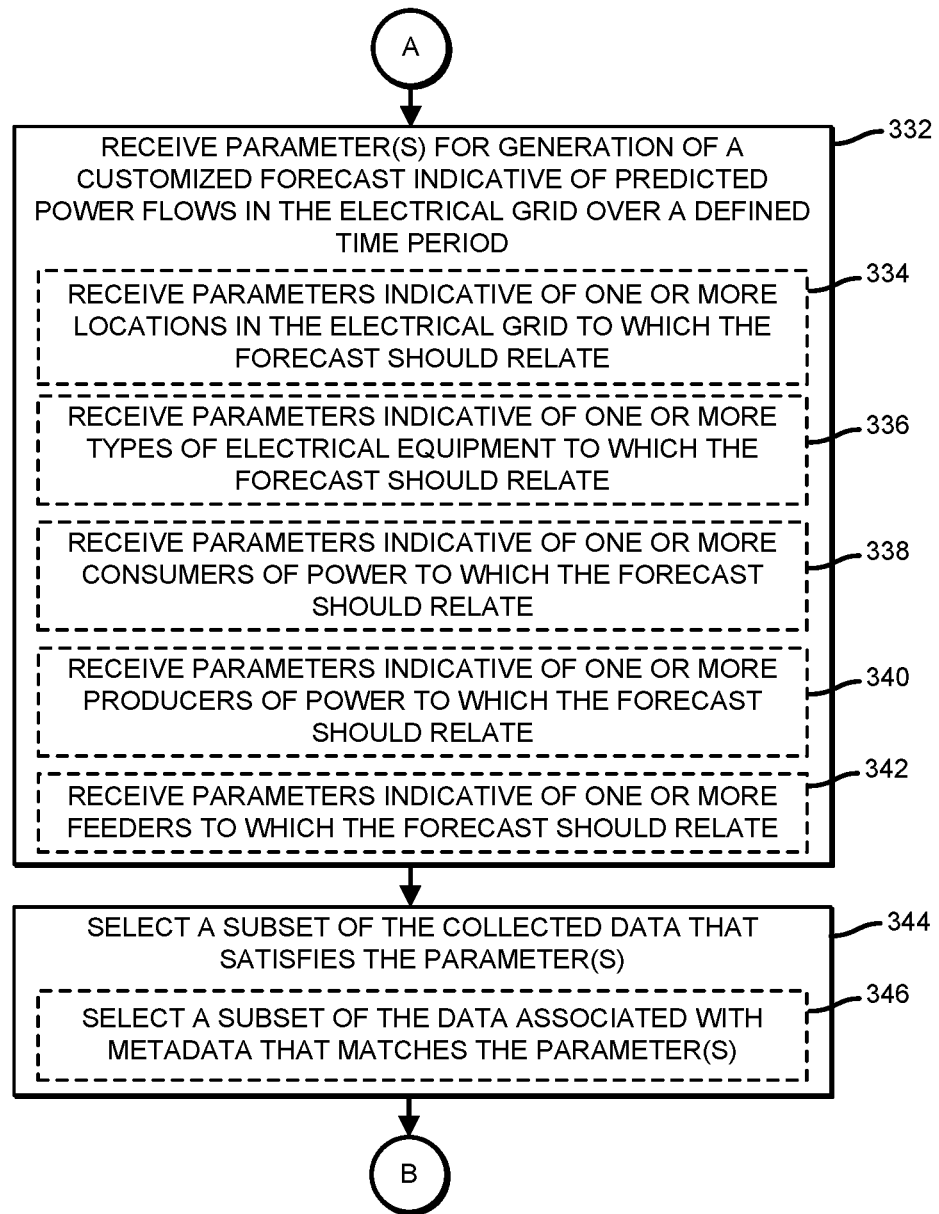 A
RECEIVE PARAMETER(S) FOR GENERATION OF A
CUSTOMIZED FORECAST INDICATIVE OF PREDICTED
POWER FLOWS IN THE ELECTRICAL GRID OVER A DEFINED
TIME PERIOD
332
RECEIVE PARAMETERS INDICATIVE OF ONE OR MORE
LOCATIONS IN THE ELECTRICAL GRID TO WHICH THE
FORECAST SHOULD RELATE
334
RECEIVE PARAMETERS INDICATIVE OF ONE OR MORE
TYPES OF ELECTRICAL EQUIPMENT TO WHICH THE
FORECAST SHOULD RELATE
336
RECEIVE PARAMETERS INDICATIVE OF ONE OR MORE
CONSUMERS OF POWER TO WHICH THE FORECAST
SHOULD RELATE
338
RECEIVE PARAMETERS INDICATIVE OF ONE OR MORE
PRODUCERS OF POWER TO WHICH THE FORECAST
SHOULD RELATE
340
RECEIVE PARAMETERS INDICATIVE OF ONE OR MORE
FEEDERS TO WHICH THE FORECAST SHOULD RELATE
342
SELECT A SUBSET OF THE COLLECTED DATA THAT
SATISFIES THE PARAMETER(S)
344
SELECT A SUBSET OF THE DATA ASSOCIATED WITH
METADATA THAT MATCHES THE PARAMETER(S)
346
B